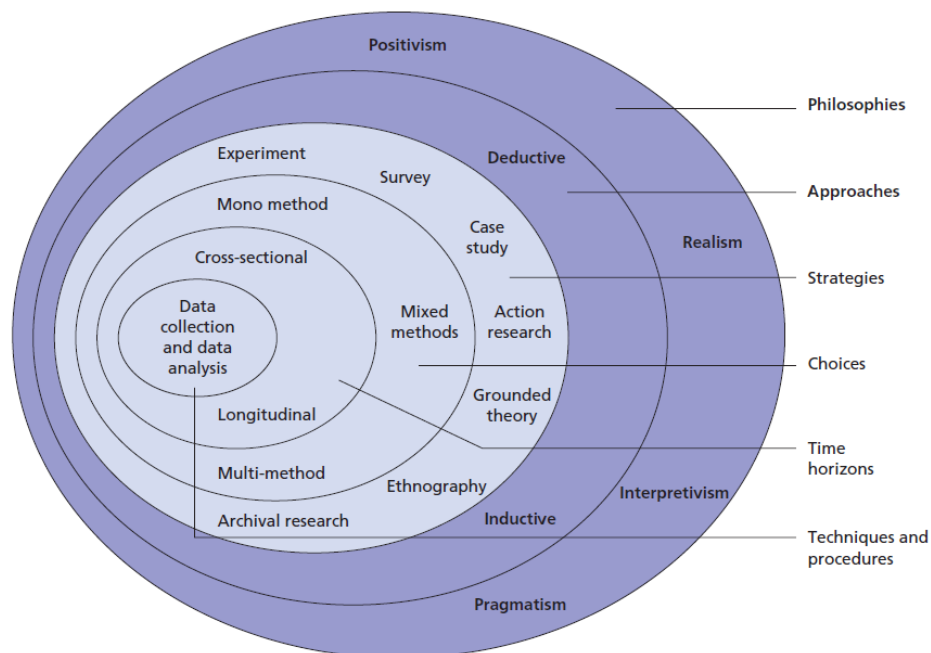 Positivism
Philosophies
Experiment
Deductive
Survey
Approaches
Mono method
Case
study
Realism
Cross-sectional
Strategies
Data
collection
and data
analysis
Mixed
methods
Action
research
Choices
Grounded
theory
Longitudinal
Time
horizons
Multi-method
Ethnography
Interpretivism
Archival research
Inductive
Techniques and
procedures
Pragmatism